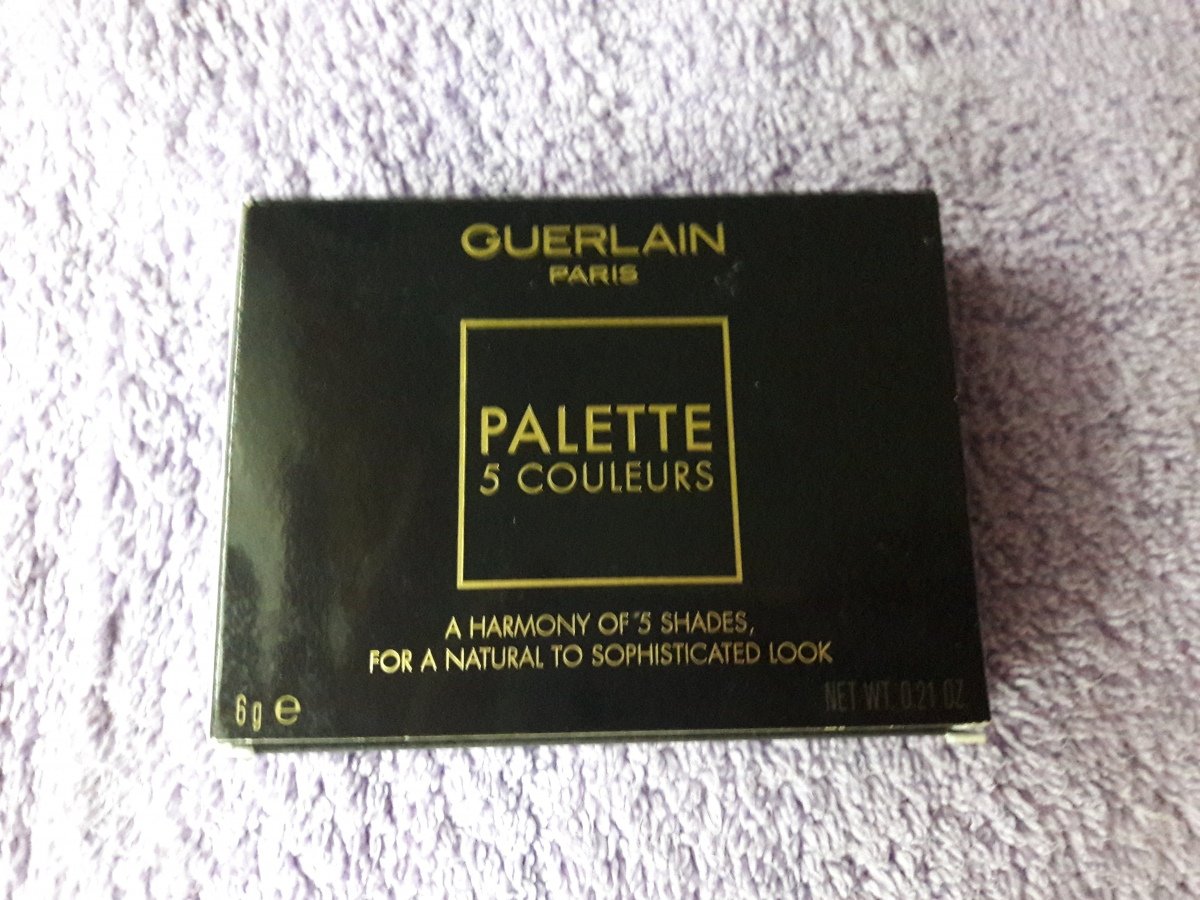 GUERLAIN
PARIS
PALETTE
5 COULEURS
A HARMONY OF 5 SHADES,
FOR A NATURAL TO SOPHISTICATED LOOK
6 g e
NET WT. 0.21 OZ.